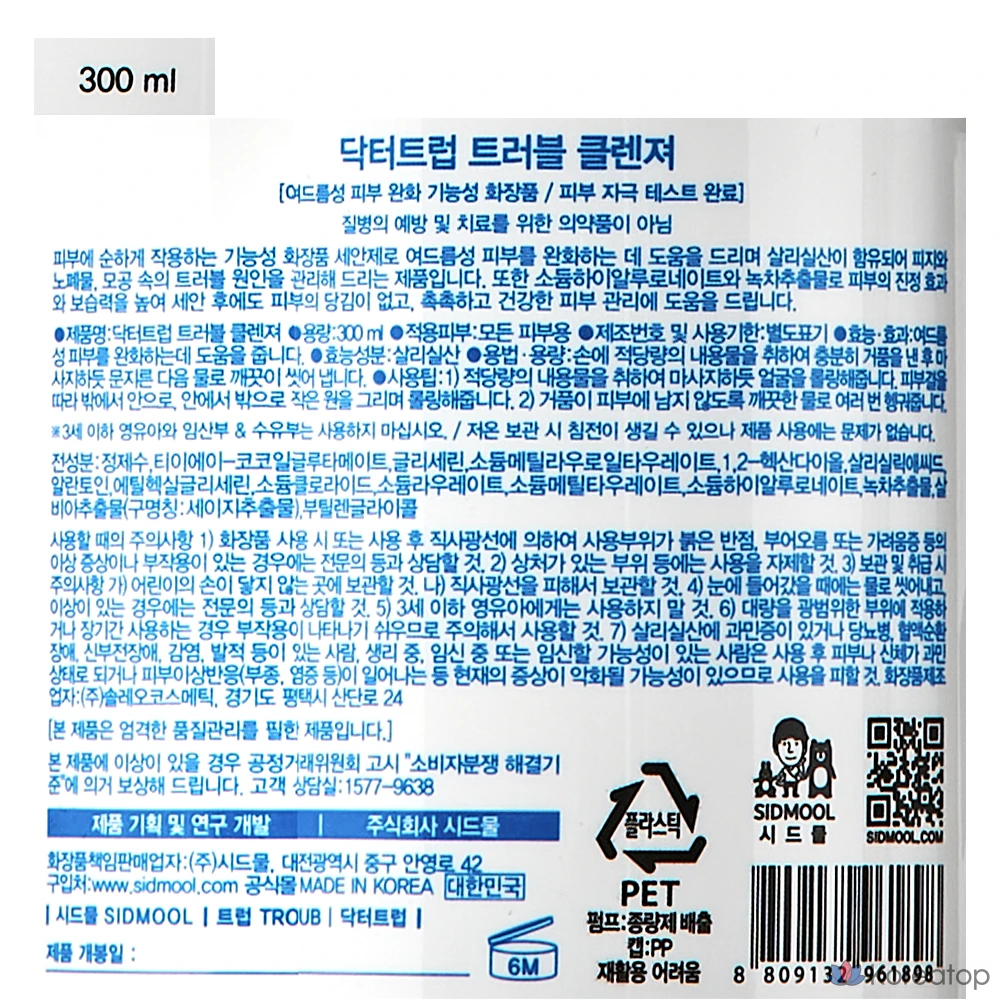 300 ml
닥터트럽 트러블 클렌져
[여드름성 피부 완화 기능성 화장품 / 피부 자극 테스트 완료]
질병의 예방 및 치료를 위한 의약품이 아님
피부에 순하게 작용하는 기능성 화장품 세안제로 여드름성 피부를 완화하는 데 도움을 드리며 살리실산이 함유되어 피지와
노폐물, 모공 속의 트러블 원인을 관리해 드리는 제품입니다. 또한 소듐하이알루로네이트와 녹차추출물로 피부의 진정 효과
와 보습력을 높여 세안 후에도 피부의 당김이 없고, 촉촉하고 건강한 피부 관리에 도움을 드립니다.
●제품명:닥터트럽 트러블 클렌져 ●용량:300 ml ●적용피부:모든 피부용 ●제조번호 및 사용기한:별도표기 ●효능·효과:여드름
성 피부를 완화하는데 도움을 줍니다. ●효능성분:살리실산 ●용법·용량:손에 적당량의 내용물을 취하여 충분히 거품을 낸 후 마
사지하듯 문지른 다음 물로 깨끗이 씻어 냅니다. ●사용팁:1) 적당량의 내용물을 취하여 마사지하듯 얼굴을 롤링해줍니다. 피부결을
따라 밖에서 안으로, 안에서 밖으로 작은 원을 그리며 롤링해줍니다. 2) 거품이 피부에 남지 않도록 깨끗한 물로 여러 번 헹궈줍니다.
※3세 이하 영유아와 임산부 & 수유부는 사용하지 마십시오. / 저온 보관 시 침전이 생길 수 있으나 제품 사용에는 문제가 없습니다.
전성분:정제수,티이에이-코코일글루타메이트,글리세린,소듐메틸라우로일타우레이트,1,2-헥산다이올,살리실릭애씨드,
알란토인,에틸헥실글리세린,소듐클로라이드,소듐라우레이트,소듐메틸타우레이트,소듐하이알루로네이트,녹차추출물,살
비아추출물(구명칭:세이지추출물),부틸렌글라이콜
사용할 때의 주의사항 1) 화장품 사용 시 또는 사용 후 직사광선에 의하여 사용부위가 붉은 반점, 부어오름 또는 가려움증 등의
이상 증상이나 부작용이 있는 경우에는 전문의 등과 상담할 것. 2) 상처가 있는 부위 등에는 사용을 자제할 것. 3) 보관 및 취급 시
주의사항 가) 어린이의 손이 닿지 않는 곳에 보관할 것. 나) 직사광선을 피해서 보관할 것. 4) 눈에 들어갔을 때에는 물로 씻어내고,
이상이 있는 경우에는 전문의 등과 상담할 것. 5) 3세 이하 영유아에게는 사용하지 말 것. 6) 대량을 광범위한 부위에 적용하
거나 장기간 사용하는 경우 부작용이 나타나기 쉬우므로 주의해서 사용할 것. 7) 살리실산에 과민증이 있거나 당뇨병, 혈액순환
장애, 신부전장애, 감염, 발적 등이 있는 사람, 생리 중, 임신 중 또는 임신할 가능성이 있는 사람은 사용 후 피부나 신체가 과민
상태로 되거나 피부이상반응(부종, 염증 등)이 일어나는 등 현재의 증상이 악화될 가능성이 있으므로 사용을 피할 것. 화장품제조
업자:(주)솔레오코스메틱, 경기도 평택시 산단로 24
[본 제품은 엄격한 품질관리를 필한 제품입니다.]
본 제품에 이상이 있을 경우 공정거래위원회 고시 "소비자분쟁 해결기
준"에 의거 보상해 드립니다. 고객 상담실:1577-9638
제품 기획 및 연구 개발 | 주식회사 시드물
화장품책임판매업자:(주)시드물, 대전광역시 중구 안영로 42
구입처:www.sidmool.com 공식몰 MADE IN KOREA 대한민국
| 시드물 SIDMOOL | 트럽 TROUB | 닥터트럽 |
제품 개봉일 :
6M
플라스틱
PET
펌프:종량제 배출
캡:PP
재활용 어려움
SIDMOOL
시드물
SIDMOOL.COM
8 809132 961898
Koreatop